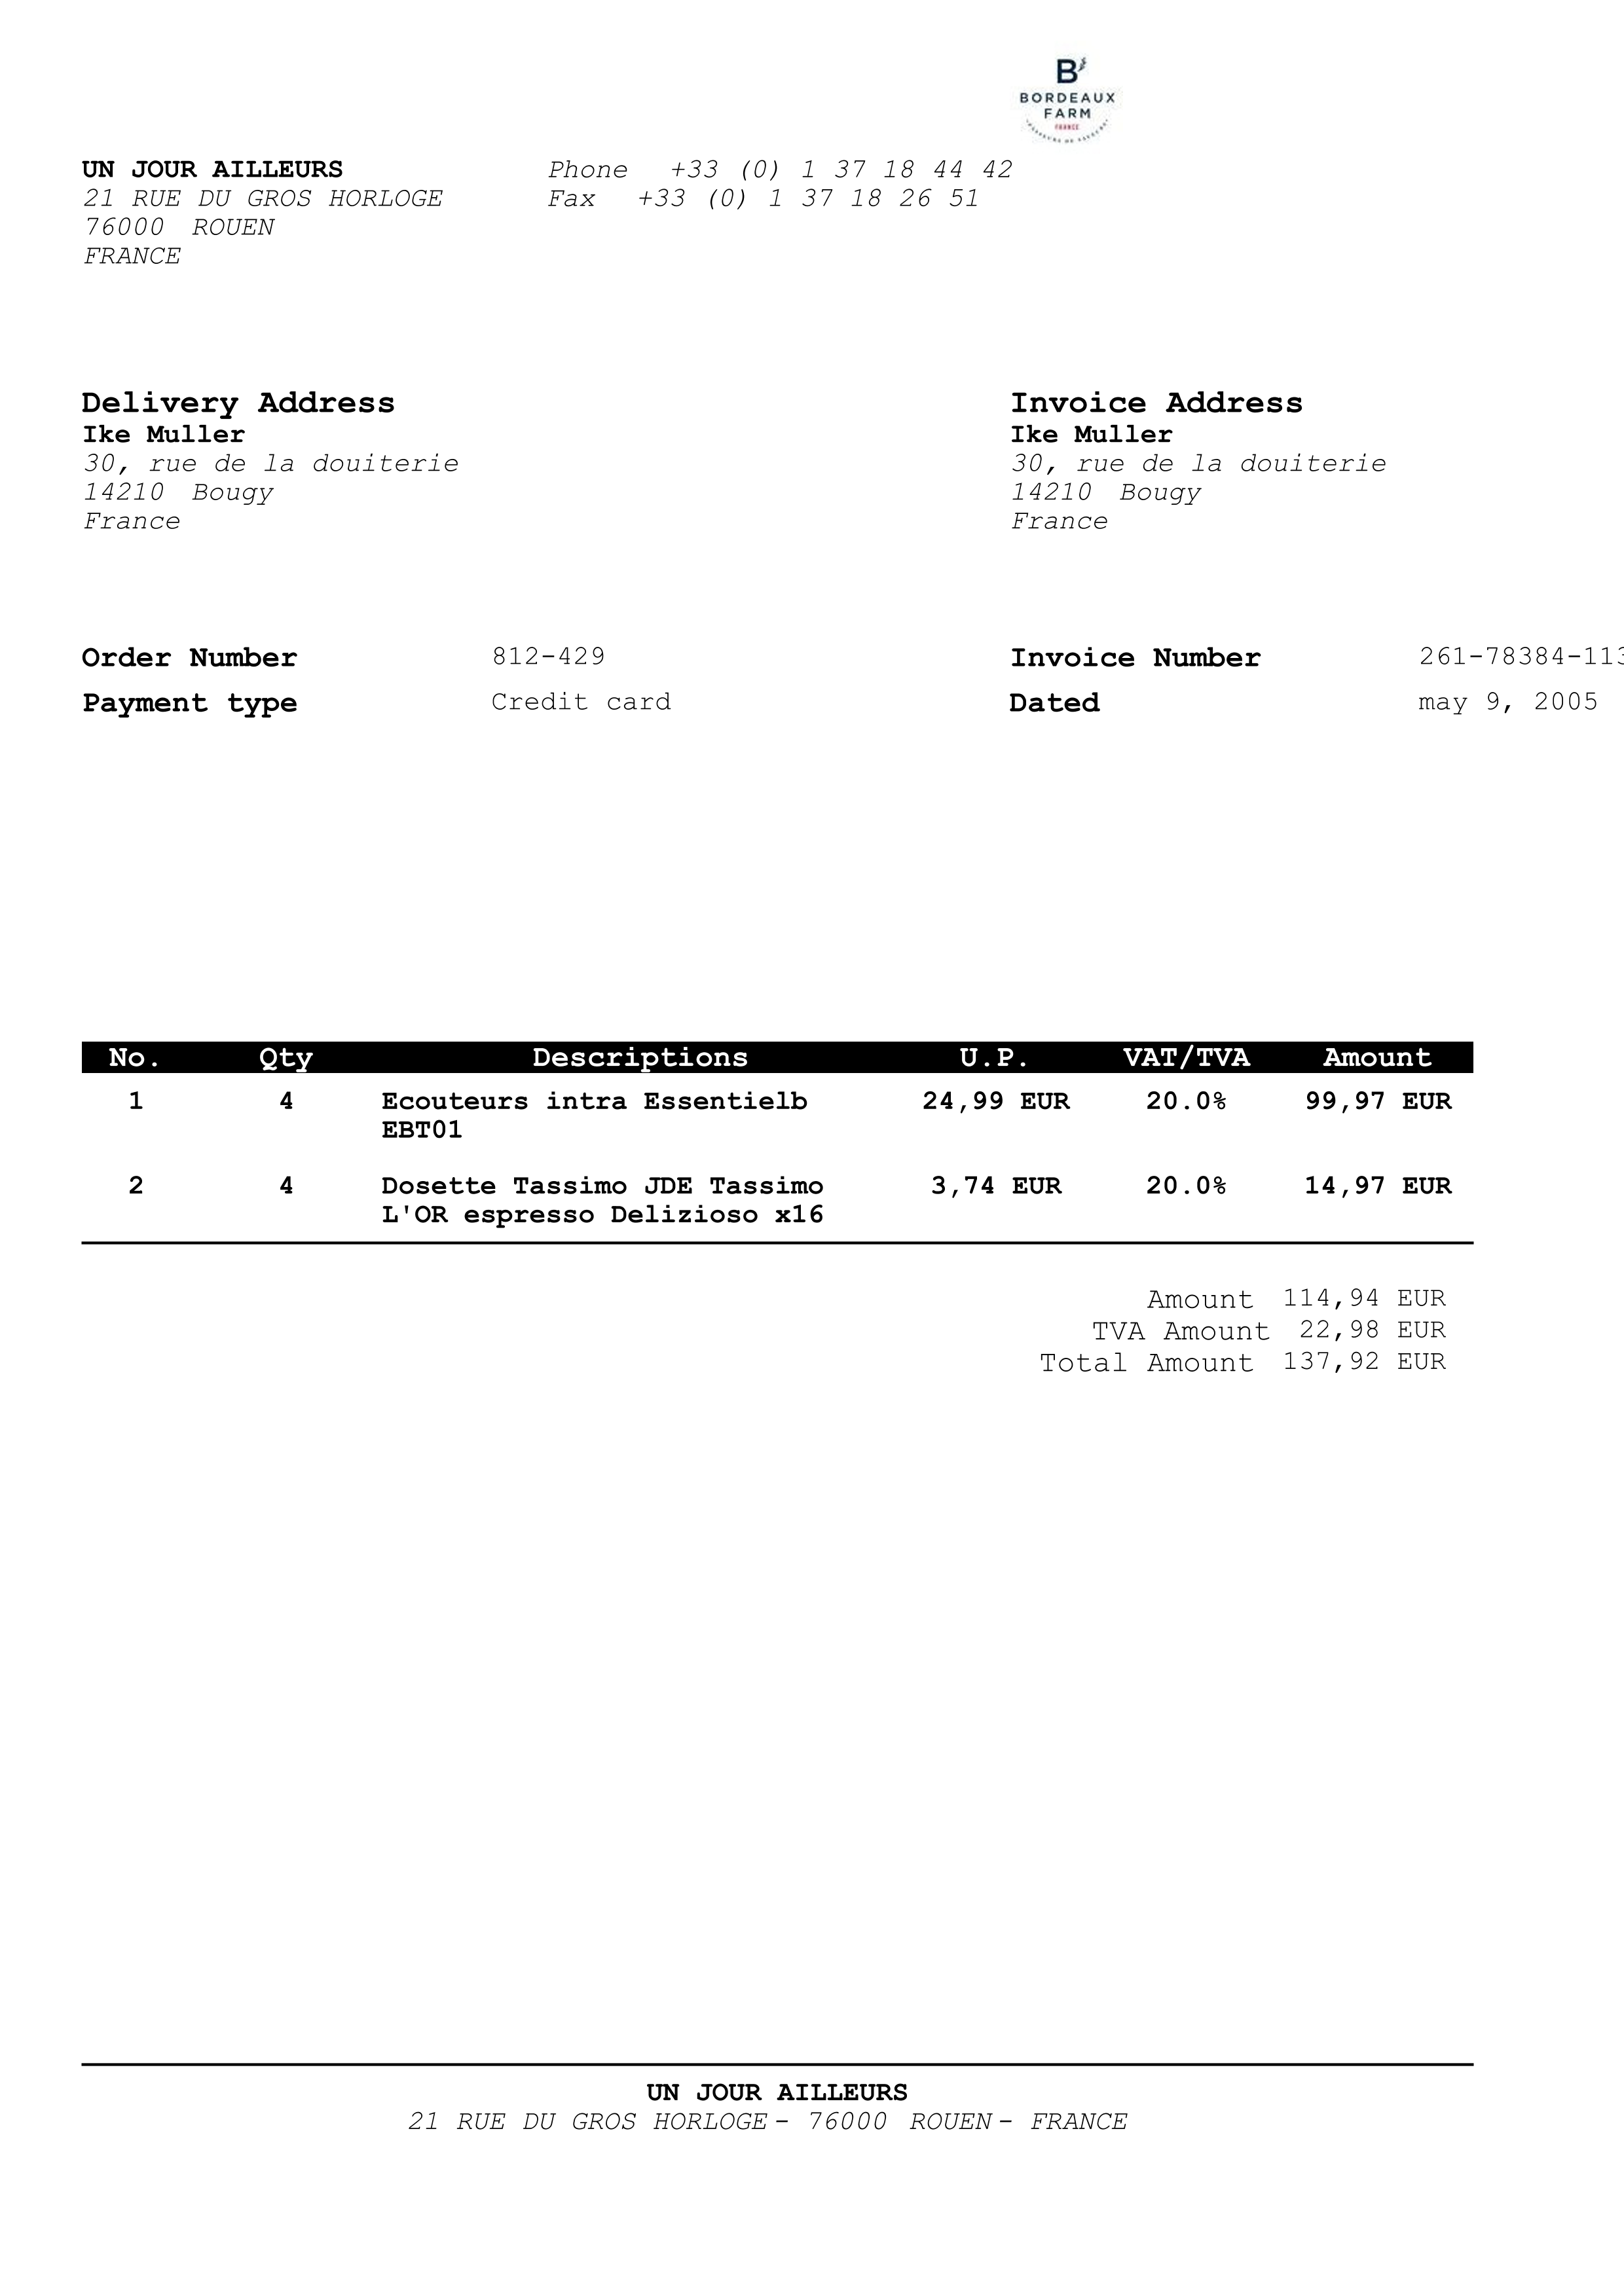 B
BORDEAUX
FARM
FRANCE
UN JOUR AILLEURS
21 RUE DU GROS HORLOGE
76000 ROUEN
FRANCE
Phone +33 (0) 1 37 18 44 42
Fax +33 (0) 1 37 18 26 51
Delivery Address
Ike Muller
30, rue de la douiterie
14210 Bougy
France
Invoice Address
Ike Muller
30, rue de la douiterie
14210 Bougy
France
Order Number 812-429
Payment type Credit card
Invoice Number 261-78384-113
Dated may 9, 2005
No. Qty Descriptions U.P. VAT/TVA Amount
1 4 Ecouteurs intra Essentielb 24,99 EUR 20.0% 99,97 EUR
EBT01
2 4 Dosette Tassimo JDE Tassimo 3,74 EUR 20.0% 14,97 EUR
L'OR espresso Delizioso x16
Amount 114,94 EUR
TVA Amount 22,98 EUR
Total Amount 137,92 EUR
UN JOUR AILLEURS
21 RUE DU GROS HORLOGE - 76000 ROUEN - FRANCE